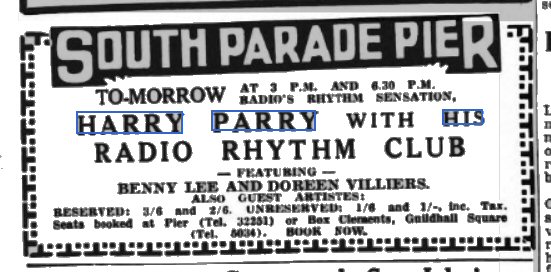 SOUTH PARADE PIER
TO-MORROW AT 3 P.M. AND 6.30 P.M.
RADIO'S RHYTHM SENSATION,
HARRY PARRY WITH HIS
RADIO RHYTHM CLUB
— FEATURING —
BENNY LEE AND DOREEN VILLIERS.
ALSO GUEST ARTISTES:
RESERVED: 3/6 and 2/6. UNRESERVED: 1/6 and 1/-, inc. Tax.
Seats booked at Pier (Tel. 32251) or Box Clements, Guildhall Square
(Tel. 5034). BOOK NOW.